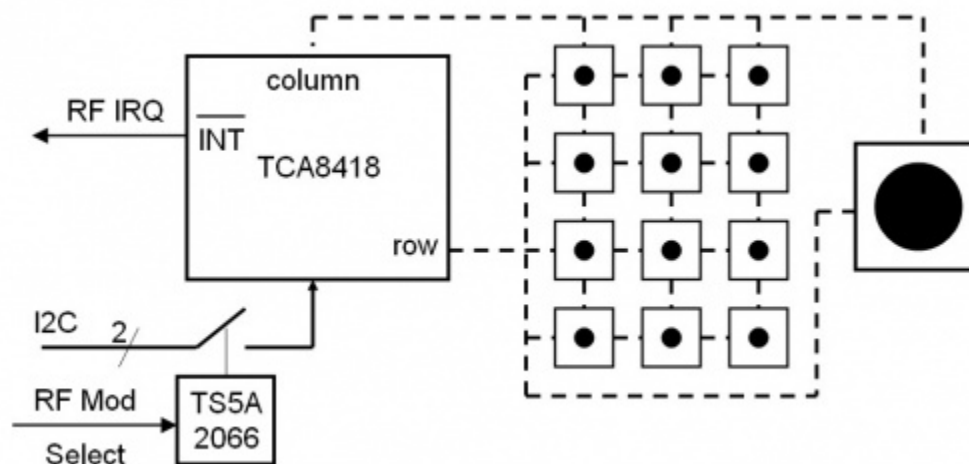 column
RF IRQ
INT
TCA8418
row
I2C
2
RF Mod
Select
TS5A
2066